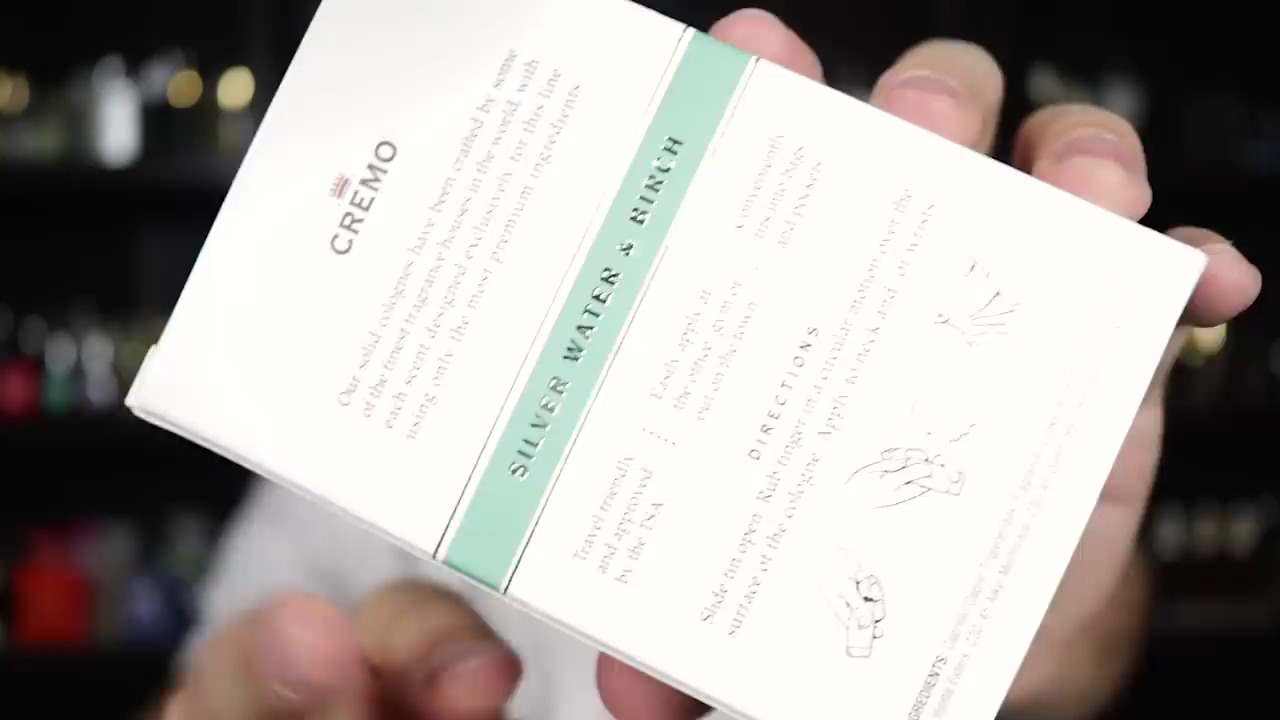 CREMO
Our solid colognes have been crafted by some
of the finest fragrance houses in the world, with
each scent designed exclusively for this line
using only the most premium ingredients
SILVER WATER & BIRCH
Travel friendly
and approved
by the TSA
Easily apply at
the office, gym or
out on the town
Conveniently
fits into bags
and pockets
DIRECTIONS
Slide tin open. Rub finger in a circular motion over the
surface of the cologne. Apply to neck and/or wrists